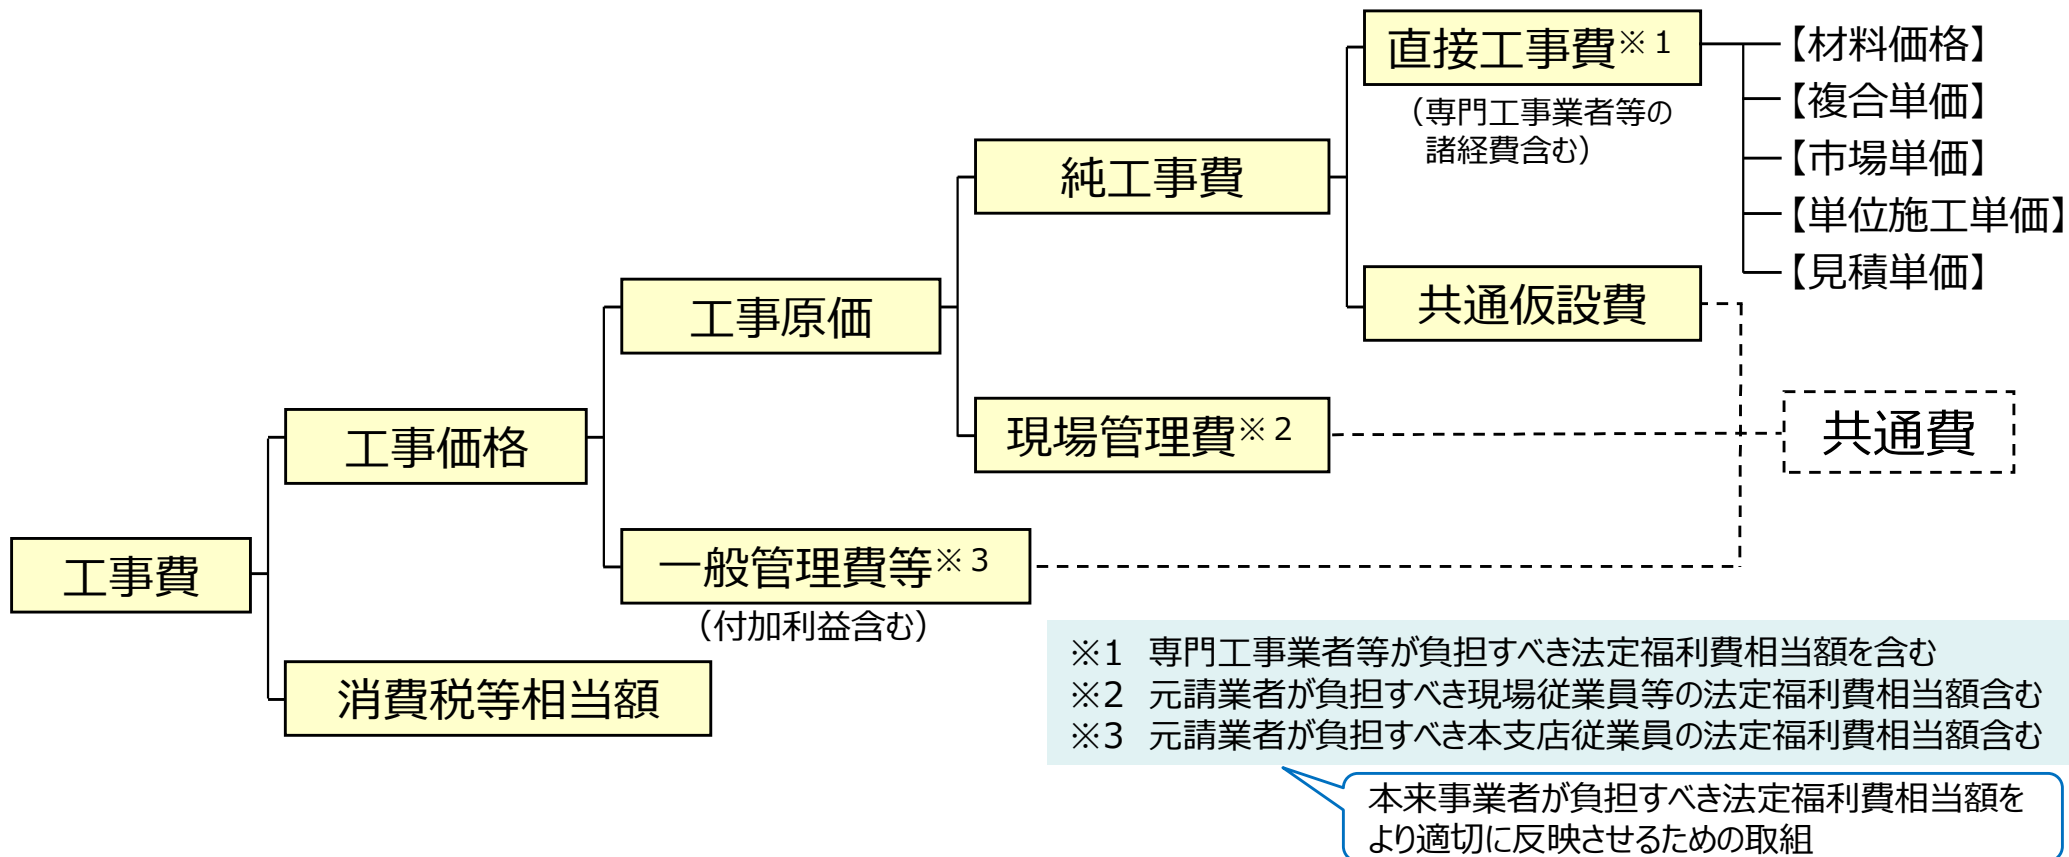 直接工事費※1
（専門工事業者等の
諸経費含む）
【材料価格】
【複合単価】
【市場単価】
【単位施工単価】
【見積単価】
純工事費
共通仮設費
工事原価
現場管理費※2
共通費
工事価格
一般管理費等※3
（付加利益含む）
工事費
消費税等相当額
※1 専門工事業者等が負担すべき法定福利費相当額を含む
※2 元請業者が負担すべき現場従業員等の法定福利費相当額含む
※3 元請業者が負担すべき本支店従業員の法定福利費相当額含む
本来事業者が負担すべき法定福利費相当額を
より適切に反映させるための取組